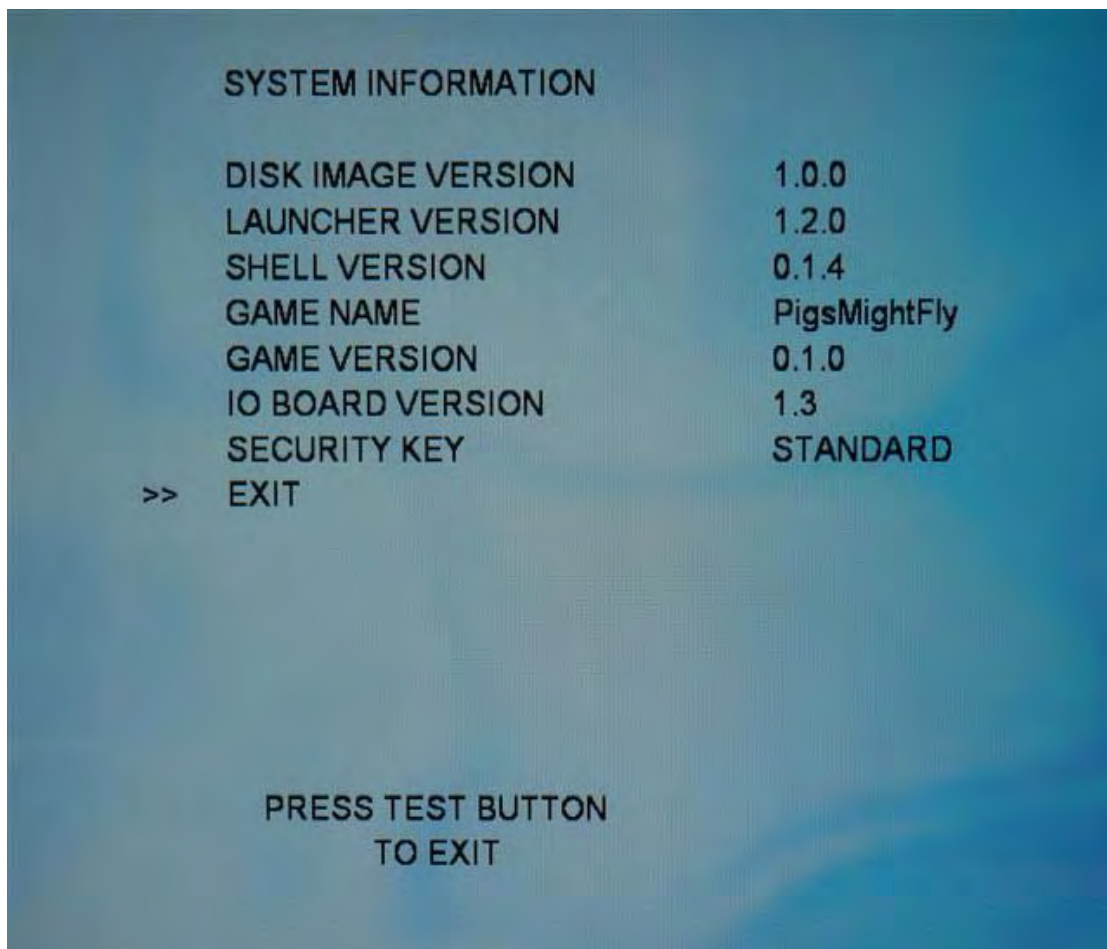 SYSTEM INFORMATION
DISK IMAGE VERSION 1.0.0
LAUNCHER VERSION 1.2.0
SHELL VERSION 0.1.4
GAME NAME PigsMightFly
GAME VERSION 0.1.0
IO BOARD VERSION 1.3
SECURITY KEY STANDARD
>> EXIT
PRESS TEST BUTTON
TO EXIT